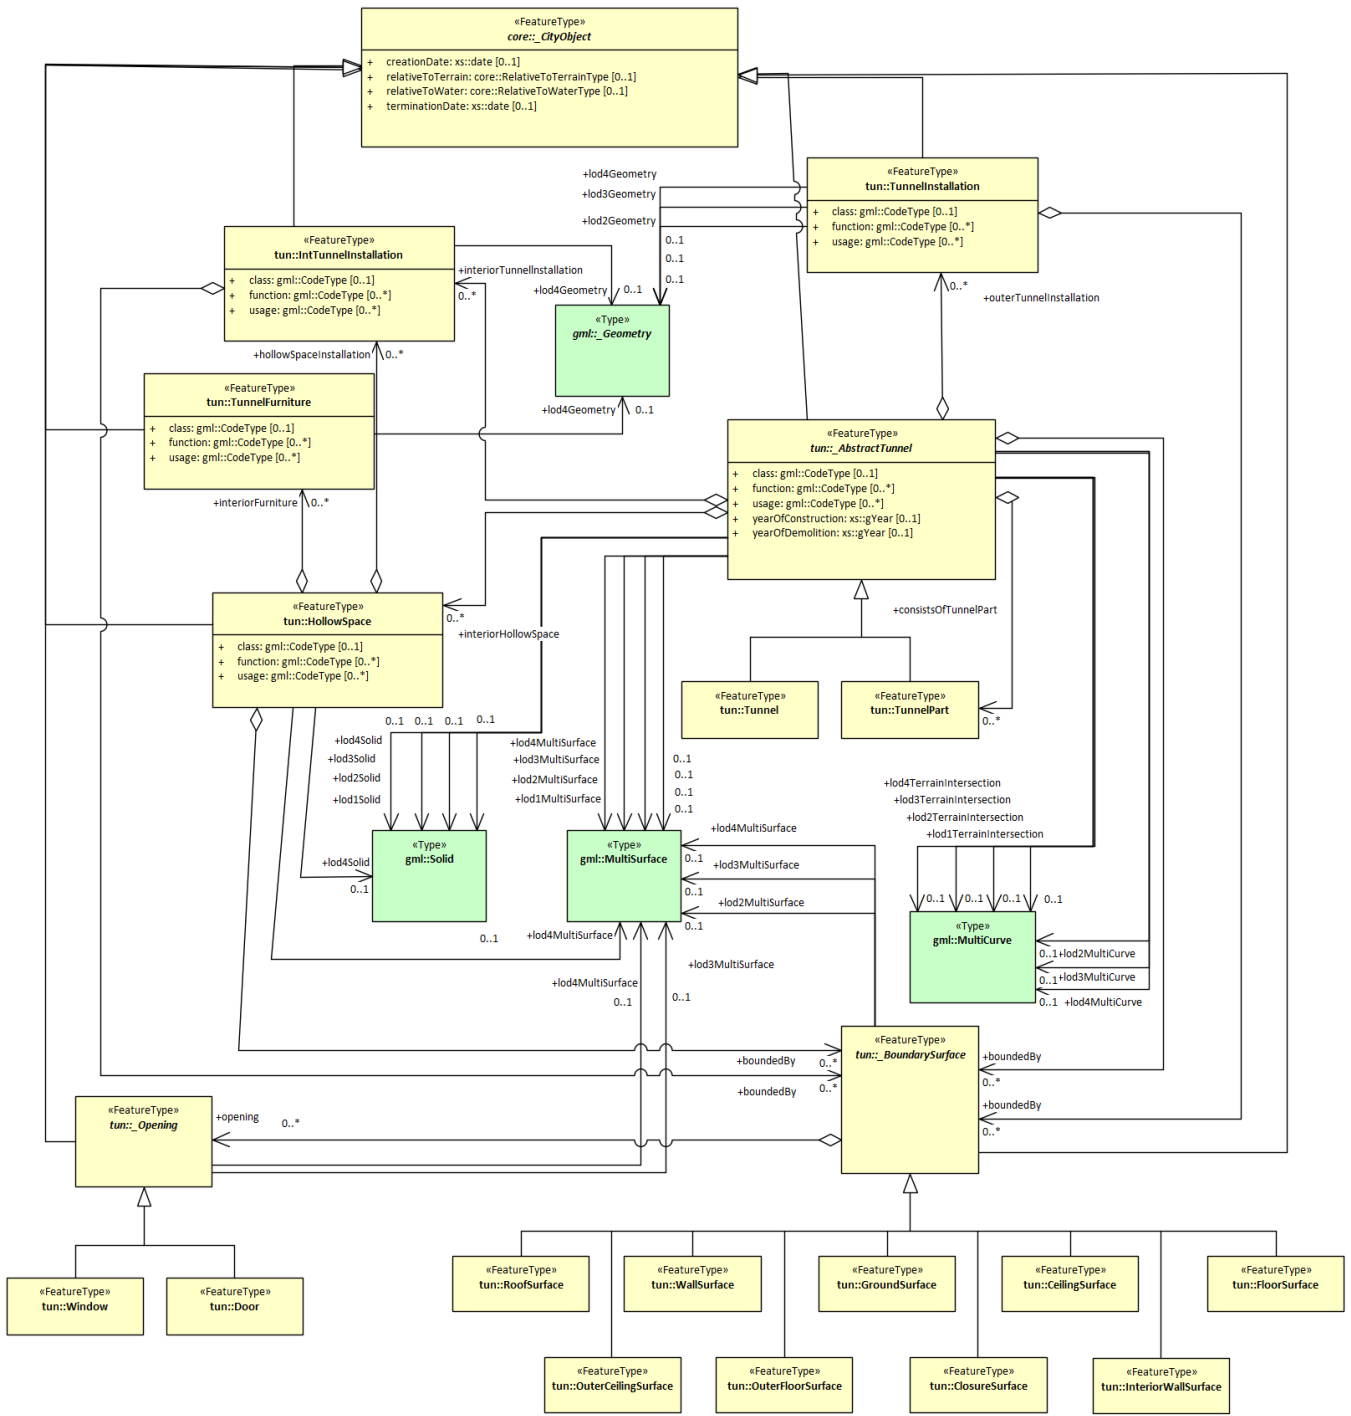 «FeatureType»
core::_CityObject
+ creationDate: xs::date [0..1]
+ relativeToTerrain: core::RelativeToTerrainType [0..1]
+ relativeToWater: core::RelativeToWaterType [0..1]
+ terminationDate: xs::date [0..1]
«FeatureType»
tun::TunnelInstallation
+ class: gml::CodeType [0..1]
+ function: gml::CodeType [0..*]
+ usage: gml::CodeType [0..*]
+lod4Geometry
+lod3Geometry
+lod2Geometry
0..1
0..1
0..1
«FeatureType»
tun::IntTunnelInstallation
+ class: gml::CodeType [0..1]
+ function: gml::CodeType [0..*]
+ usage: gml::CodeType [0..*]
+interiorTunnelInstallation
0..*
+lod4Geometry
0..1
0..*
+outerTunnelInstallation
«Type»
gml::_Geometry
+hollowSpaceInstallation
0..*
«FeatureType»
tun::TunnelFurniture
+ class: gml::CodeType [0..1]
+ function: gml::CodeType [0..*]
+ usage: gml::CodeType [0..*]
+lod4Geometry
0..1
«FeatureType»
tun::_AbstractTunnel
+ class: gml::CodeType [0..1]
+ function: gml::CodeType [0..*]
+ usage: gml::CodeType [0..*]
+ yearOfConstruction: xs::gYear [0..1]
+ yearOfDemolition: xs::gYear [0..1]
+interiorFurniture
0..*
«FeatureType»
tun::HollowSpace
+ class: gml::CodeType [0..1]
+ function: gml::CodeType [0..*]
+ usage: gml::CodeType [0..*]
0..*
+interiorHollowSpace
+consistsOfTunnelPart
«FeatureType»
tun::Tunnel
«FeatureType»
tun::TunnelPart
0..*
0..1
0..1
0..1
0..1
+lod4Solid
+lod3Solid
+lod2Solid
+lod1Solid
+lod4MultiSurface
+lod3MultiSurface
+lod2MultiSurface
+lod1MultiSurface
0..1
0..1
0..1
0..1
+lod4TerrainIntersection
+lod3TerrainIntersection
+lod2TerrainIntersection
+lod1TerrainIntersection
0..1
0..1
0..1
0..1
+lod4Solid
0..1
«Type»
gml::Solid
«Type»
gml::MultiSurface
+lod4MultiSurface
0..1
+lod3MultiSurface
0..1
+lod2MultiSurface
0..1
«Type»
gml::MultiCurve
0..1
+lod2MultiCurve
0..1
+lod3MultiCurve
0..1
+lod4MultiCurve
0..1
+lod4MultiSurface
+lod3MultiSurface
+lod4MultiSurface
0..1
0..1
«FeatureType»
tun::_BoundarySurface
+boundedBy
0..*
+boundedBy
0..*
+boundedBy
0..*
+boundedBy
0..*
«FeatureType»
tun::_Opening
+opening
0..*
«FeatureType»
tun::Window
«FeatureType»
tun::Door
«FeatureType»
tun::RoofSurface
«FeatureType»
tun::WallSurface
«FeatureType»
tun::GroundSurface
«FeatureType»
tun::CeilingSurface
«FeatureType»
tun::FloorSurface
«FeatureType»
tun::OuterCeilingSurface
«FeatureType»
tun::OuterFloorSurface
«FeatureType»
tun::ClosureSurface
«FeatureType»
tun::InteriorWallSurface